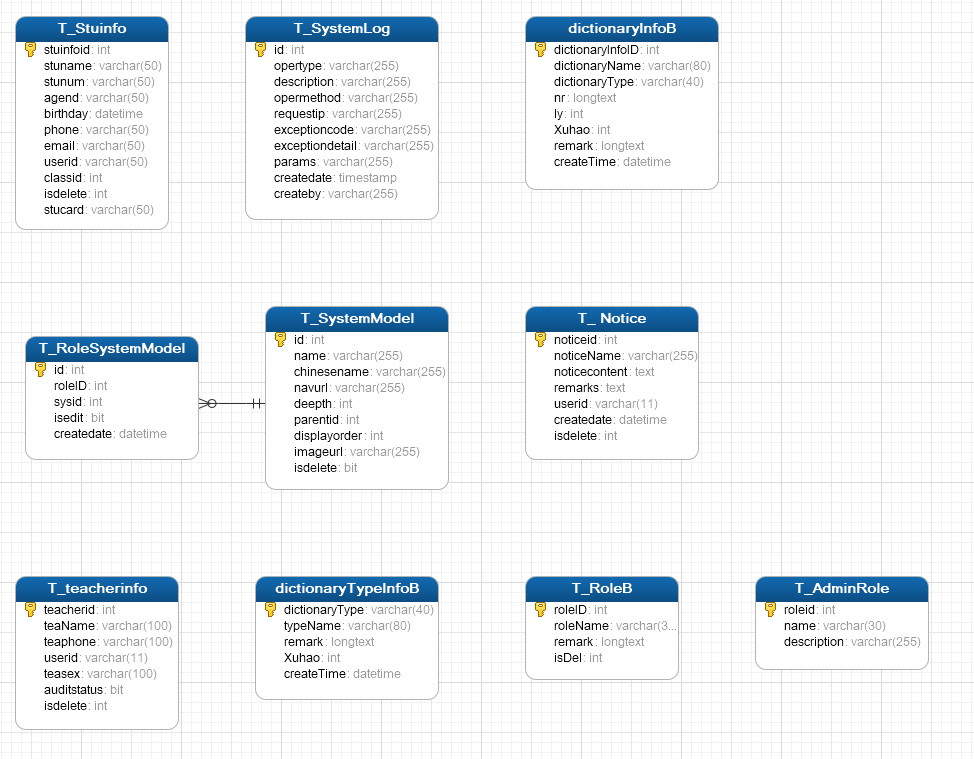 T_Stuinfo
stuinfoid: int
stuname: varchar(50)
stunum: varchar(50)
agend: varchar(50)
birthday: datetime
phone: varchar(50)
email: varchar(50)
userid: varchar(50)
classid: int
isdelete: int
stucard: varchar(50)
T_SystemLog
id: int
opertype: varchar(255)
description: varchar(255)
opermethod: varchar(255)
requestip: varchar(255)
exceptioncode: varchar(255)
exceptiondetail: varchar(255)
params: varchar(255)
createdate: timestamp
createby: varchar(255)
dictionaryInfoB
dictionaryInfoID: int
dictionaryName: varchar(80)
dictionaryType: varchar(40)
nr: longtext
ly: int
Xuhao: int
remark: longtext
createTime: datetime
T_RoleSystemModel
id: int
roleID: int
sysid: int
isedit: bit
createdate: datetime
T_SystemModel
id: int
name: varchar(255)
chinesename: varchar(255)
navurl: varchar(255)
deepth: int
parentid: int
displayorder: int
imageurl: varchar(255)
isdelete: bit
T_ Notice
noticeid: int
noticeName: varchar(255)
noticecontent: text
remarks: text
userid: varchar(11)
createdate: datetime
isdelete: int
T_teacherinfo
teacherid: int
teaName: varchar(100)
teaphone: varchar(100)
userid: varchar(11)
teasex: varchar(100)
auditstatus: bit
isdelete: int
dictionaryTypeInfoB
dictionaryType: varchar(40)
typeName: varchar(80)
remark: longtext
Xuhao: int
createTime: datetime
T_RoleB
roleID: int
roleName: varchar(3...
remark: longtext
isDel: int
T_AdminRole
roleid: int
name: varchar(30)
description: varchar(255)